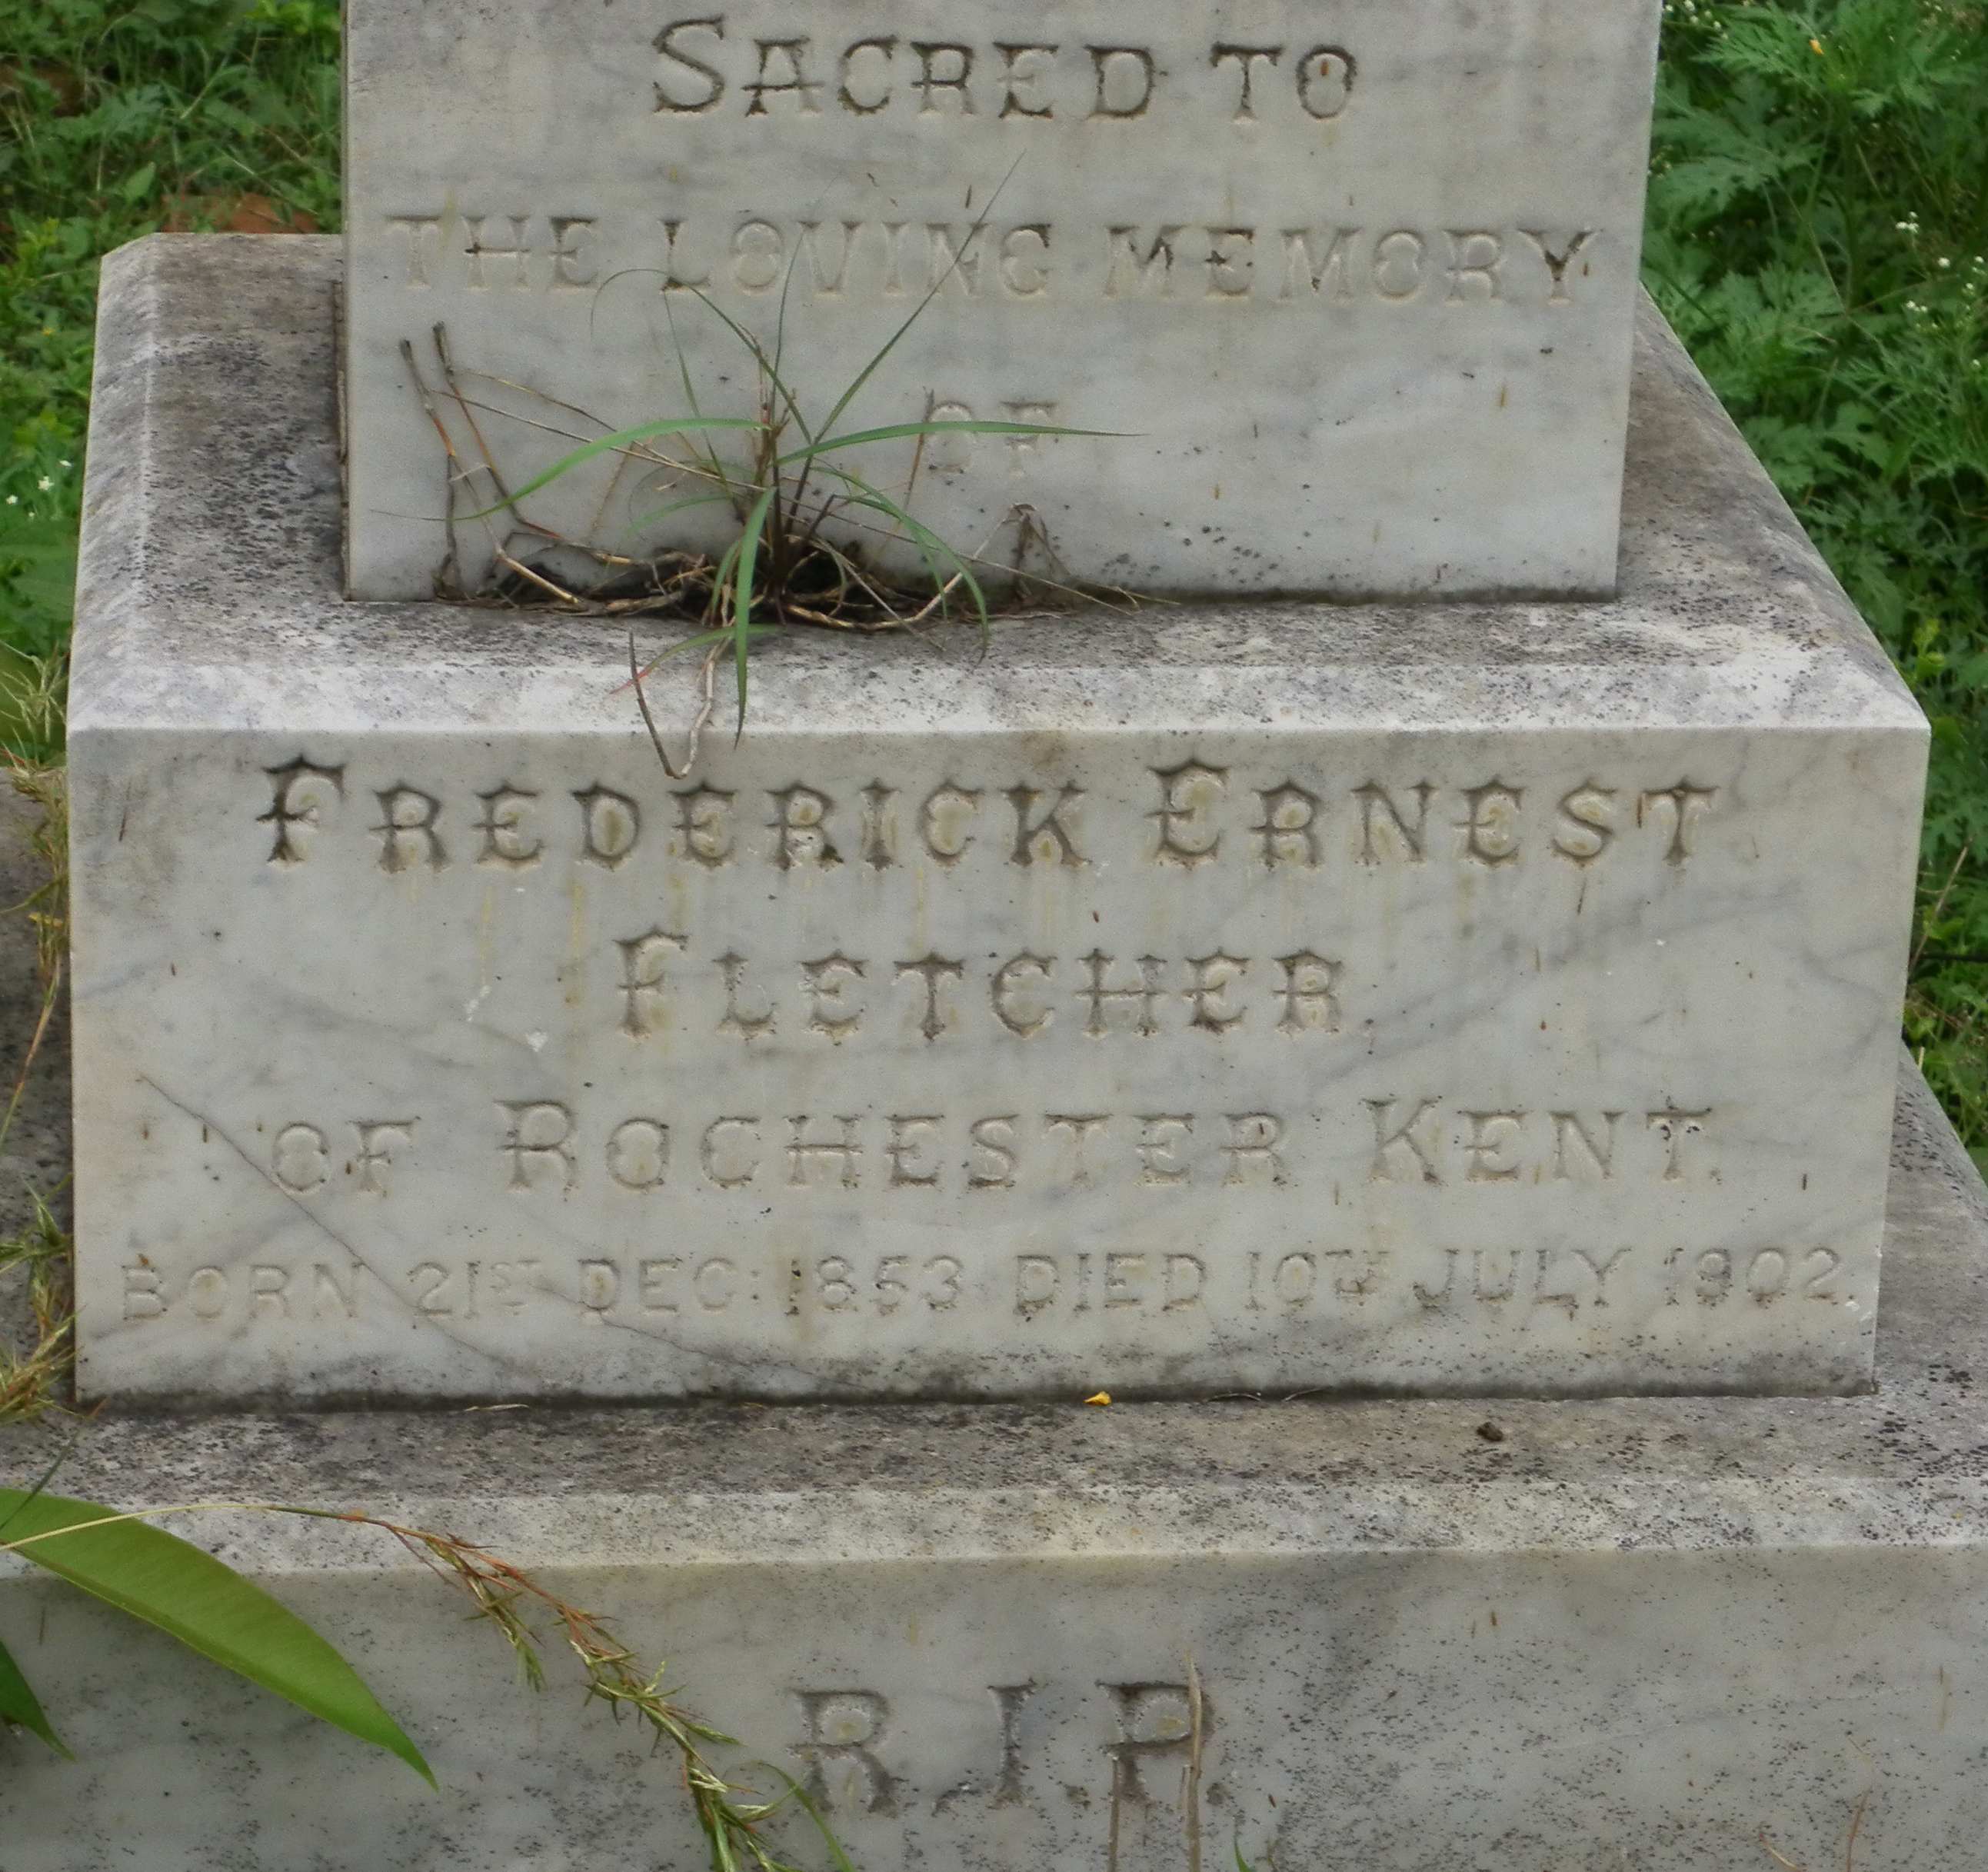 SACRED TO
THE LOVING MEMORY
OF
FREDERICK ERNEST
FLETCHER
OF ROCHESTER KENT.
BORN 21ST DEC: 1853 DIED 10TH JULY 1902.
R.I.P.